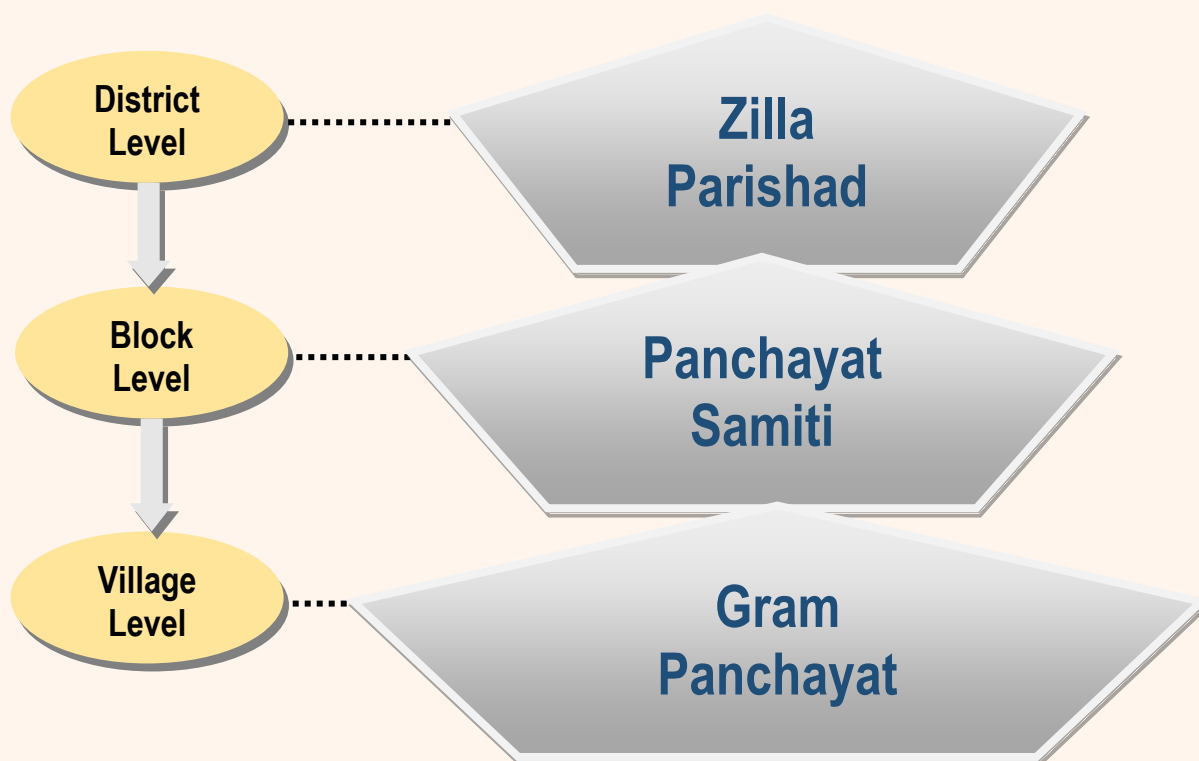 District
Level
Zilla
Parishad
Block
Level
Panchayat
Samiti
Village
Level
Gram
Panchayat